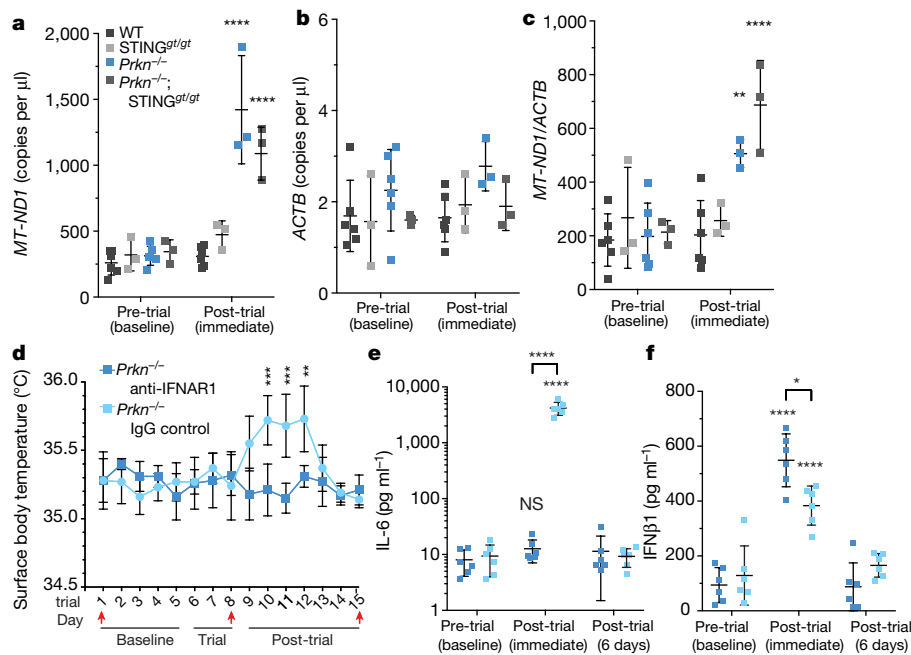 a
MT-ND1 (copies per µl)
2,000
1,500
1,000
500
0
WT
STINGgt/gt
Prkn–/–
Prkn–/–;
STINGgt/gt
****
****
Pre-trial
(baseline)
Post-trial
(immediate)
b
ACTB (copies per µl)
6
4
2
0
Pre-trial
(baseline)
Post-trial
(immediate)
c
MT-ND1/ACTB
1,000
800
600
400
200
0
**
****
Pre-trial
(baseline)
Post-trial
(immediate)
d
Surface body temperature (°C)
36.0
35.5
35.0
34.5
Prkn–/–
anti-IFNAR1
Prkn–/–
IgG control
***
***
**
trial
Day
1 2 3 4 5 6 7 8 9 10 11 12 13 14 15
Baseline
Trial
Post-trial
e
IL-6 (pg ml–1)
10,000
1,000
100
10
1
NS
****
****
Pre-trial
(baseline)
Post-trial
(immediate)
Post-trial
(6 days)
f
IFNβ1 (pg ml–1)
800
600
400
200
0
****
*
****
Pre-trial
(baseline)
Post-trial
(immediate)
Post-trial
(6 days)